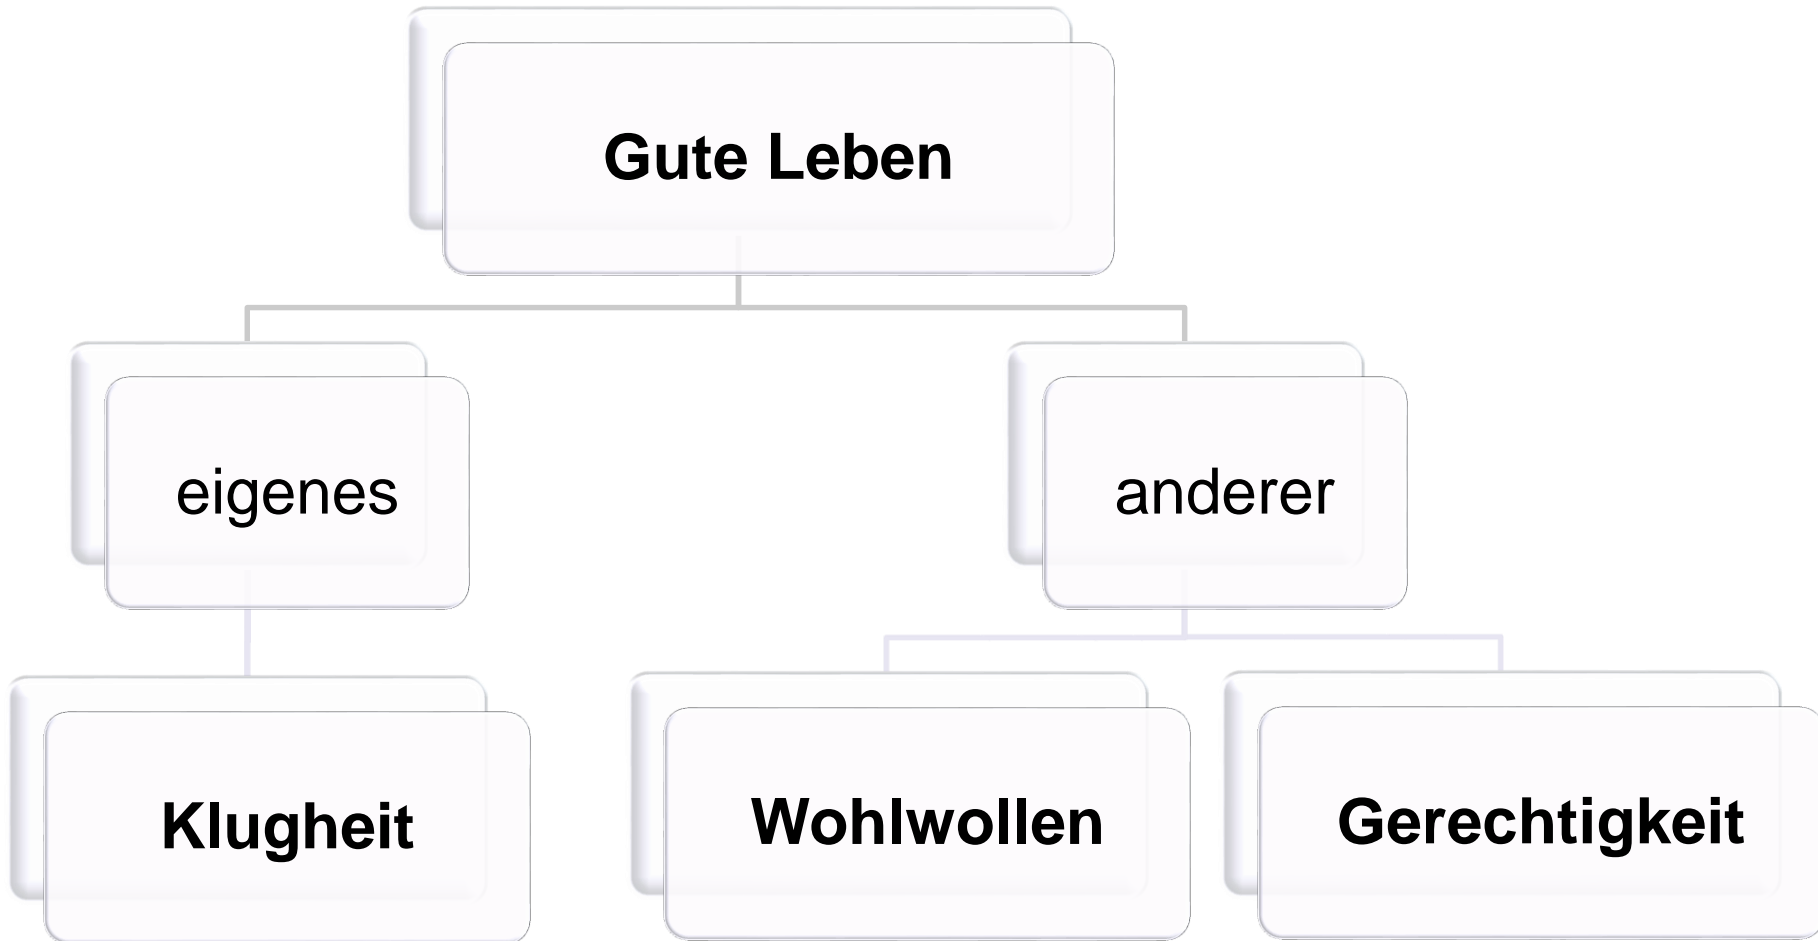 Gute Leben
eigenes
anderer
Klugheit
Wohlwollen
Gerechtigkeit